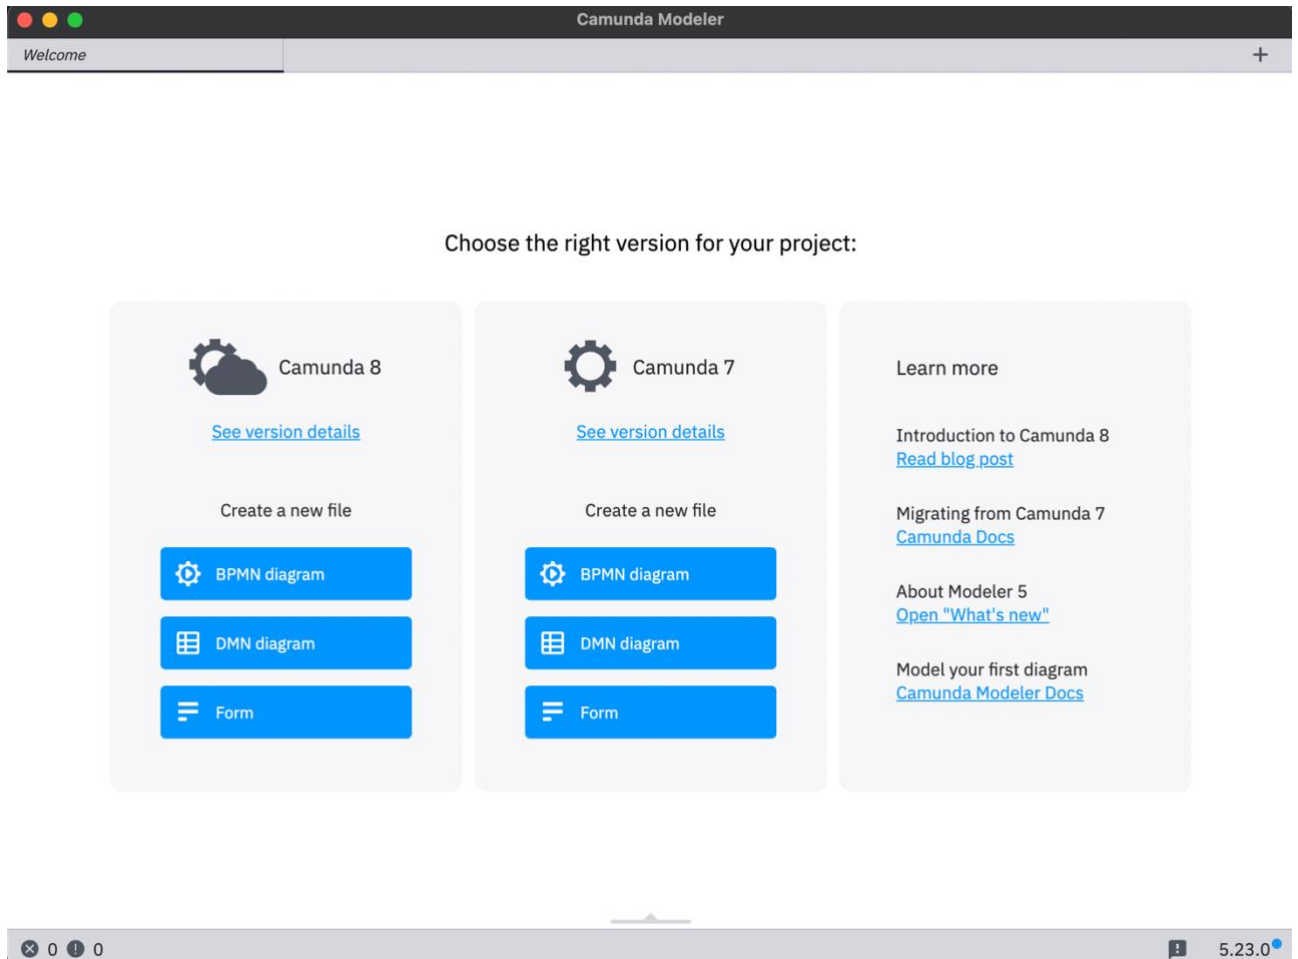 Camunda Modeler
Welcome
Choose the right version for your project:
Camunda 8
See version details
Create a new file
BPMN diagram
DMN diagram
Form
Camunda 7
See version details
Create a new file
BPMN diagram
DMN diagram
Form
Learn more
Introduction to Camunda 8
Read blog post
Migrating from Camunda 7
Camunda Docs
About Modeler 5
Open "What's new"
Model your first diagram
Camunda Modeler Docs
0 0
5.23.0